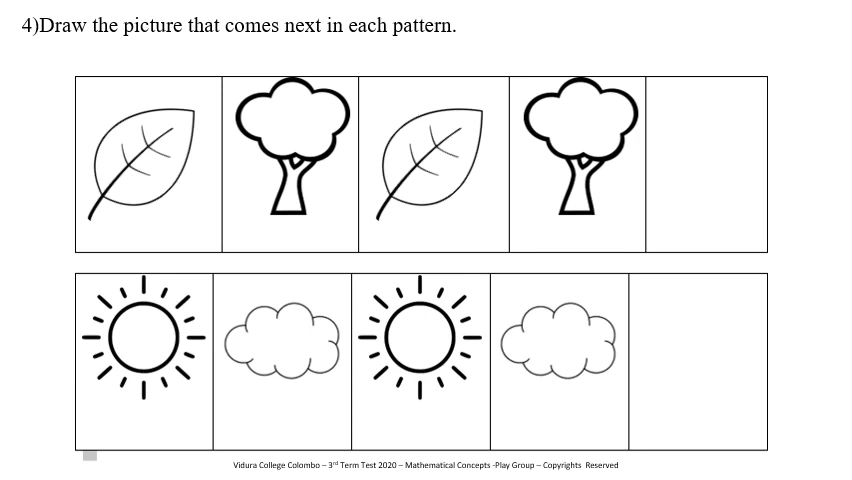 4)Draw the picture that comes next in each pattern.
Vidura College Colombo – 3rd Term Test 2020 – Mathematical Concepts -Play Group – Copyrights Reserved